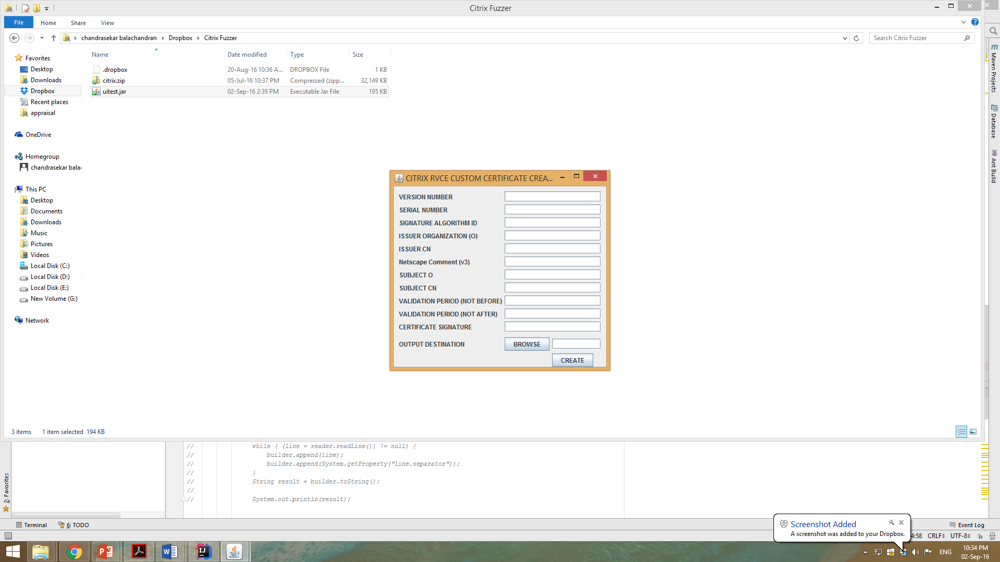 Citrix Fuzzer
File Home Share View
chandrasekar balachandran Dropbox Citrix Fuzzer
Search Citrix Fuzzer
Name Date modified Type Size
.dropbox 20-Aug-16 10:36 A... DROPBOX File 1 KB
citrix.zip 05-Jul-16 10:37 PM Compressed (zipp... 32,149 KB
uitest.jar 02-Sep-16 2:39 PM Executable Jar File 195 KB
Favorites
Desktop
Downloads
Dropbox
Recent places
appraisal
OneDrive
Homegroup
chandrasekar bala
This PC
Desktop
Documents
Downloads
Music
Pictures
Videos
Local Disk (C:)
Local Disk (D:)
Local Disk (E:)
New Volume (G:)
Network
CITRIX RVCE CUSTOM CERTIFICATE CREA...
VERSION NUMBER
SERIAL NUMBER
SIGNATURE ALGORITHM ID
ISSUER ORGANIZATION (O)
ISSUER CN
Netscape Comment (v3)
SUBJECT O
SUBJECT CN
VALIDATION PERIOD (NOT BEFORE)
VALIDATION PERIOD (NOT AFTER)
CERTIFICATE SIGNATURE
OUTPUT DESTINATION BROWSE
CREATE
Maven Projects
Database
Ant Build
3 items 1 item selected 194 KB
// while ( (line = reader.readLine()) != null) {
// builder.append(line);
// builder.append(System.getProperty("line.separator"));
// }
// String result = builder.toString();
//
// System.out.println(result);
2: Favorites
Terminal 6: TODO
Event Log
Screenshot Added
A screenshot was added to your Dropbox.
4:58 CRLF UTF-8
ENG
10:34 PM
02-Sep-16